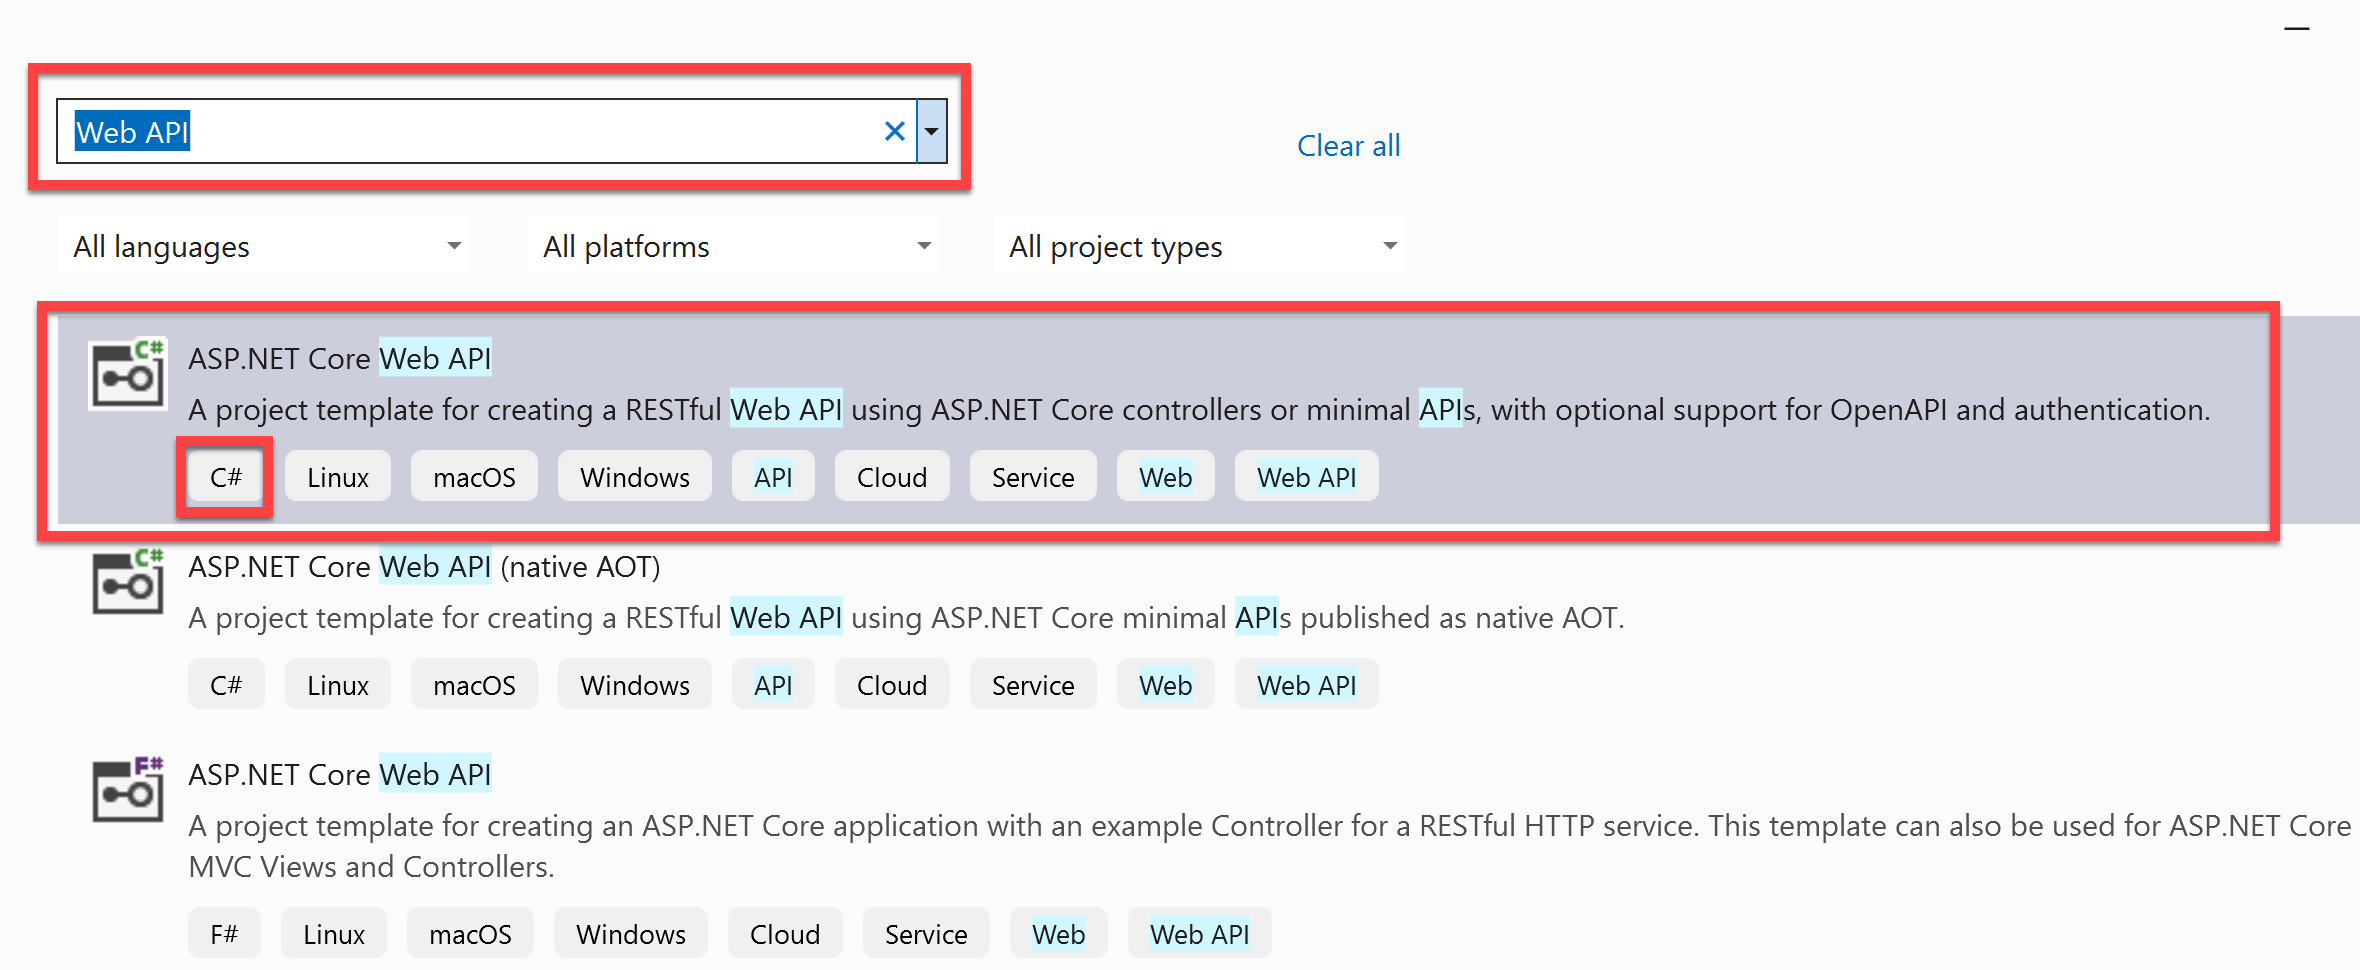 Web API
Clear all
All languages
All platforms
All project types
C#
ASP.NET Core Web API
A project template for creating a RESTful Web API using ASP.NET Core controllers or minimal APIs, with optional support for OpenAPI and authentication.
C# Linux macOS Windows API Cloud Service Web Web API
C#
ASP.NET Core Web API (native AOT)
A project template for creating a RESTful Web API using ASP.NET Core minimal APIs published as native AOT.
C# Linux macOS Windows API Cloud Service Web Web API
F#
ASP.NET Core Web API
A project template for creating an ASP.NET Core application with an example Controller for a RESTful HTTP service. This template can also be used for ASP.NET Core
MVC Views and Controllers.
F# Linux macOS Windows Cloud Service Web Web API